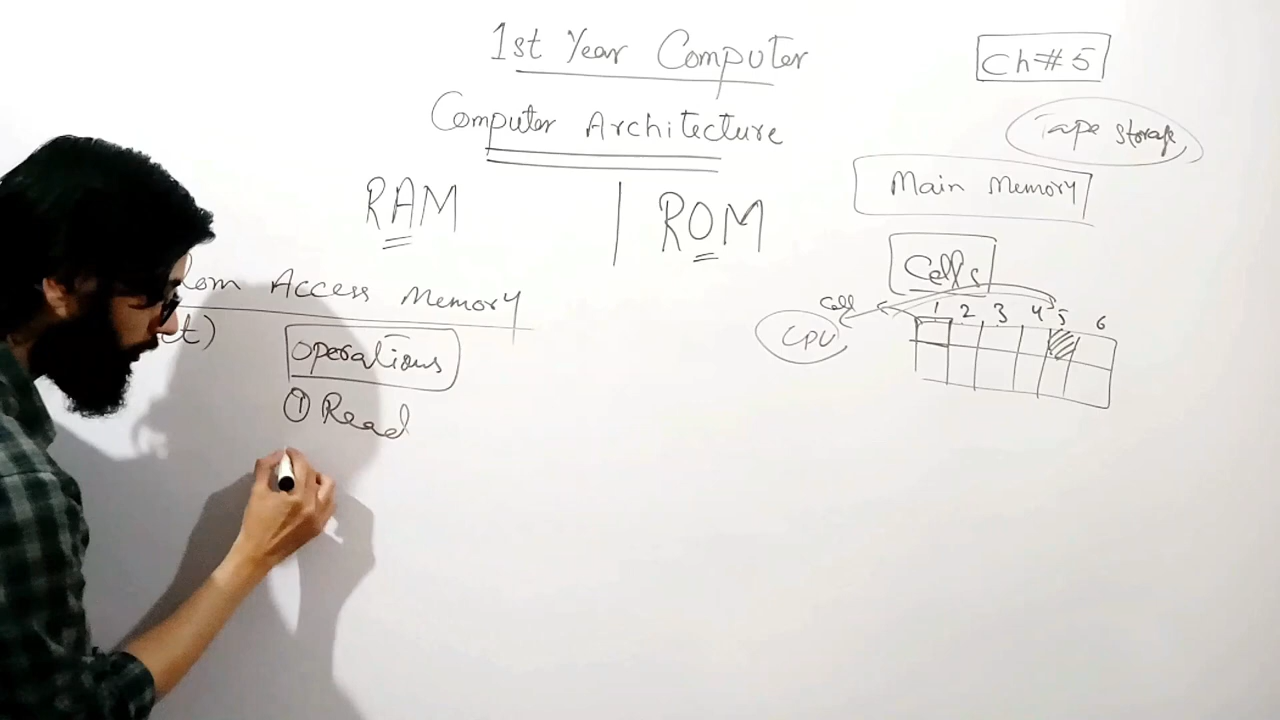 1st Year Computer
Ch#5
Computer Architecture
Tape Storage
Main Memory
RAM | ROM
Cells
Access Memory
Cell
1 2 3 4 5 6
CPU
Operations
① Read